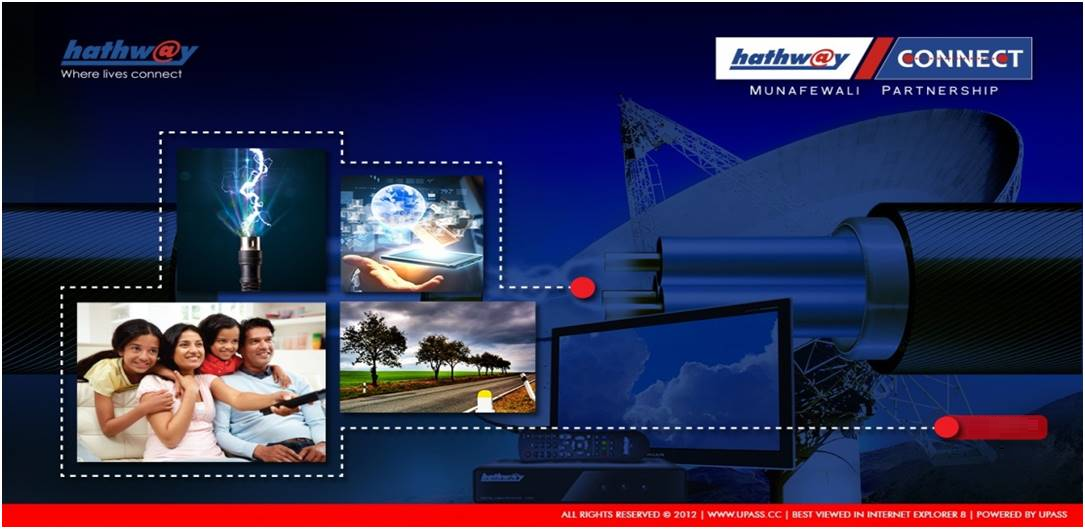 hathw@y
Where lives connect
hathw@y CONNECT
MUNAFEWALI PARTNERSHIP
hathway
ALL RIGHTS RESERVED © 2012 | WWW.UPASS.CC | BEST VIEWED IN INTERNET EXPLORER 8 | POWERED BY UPASS